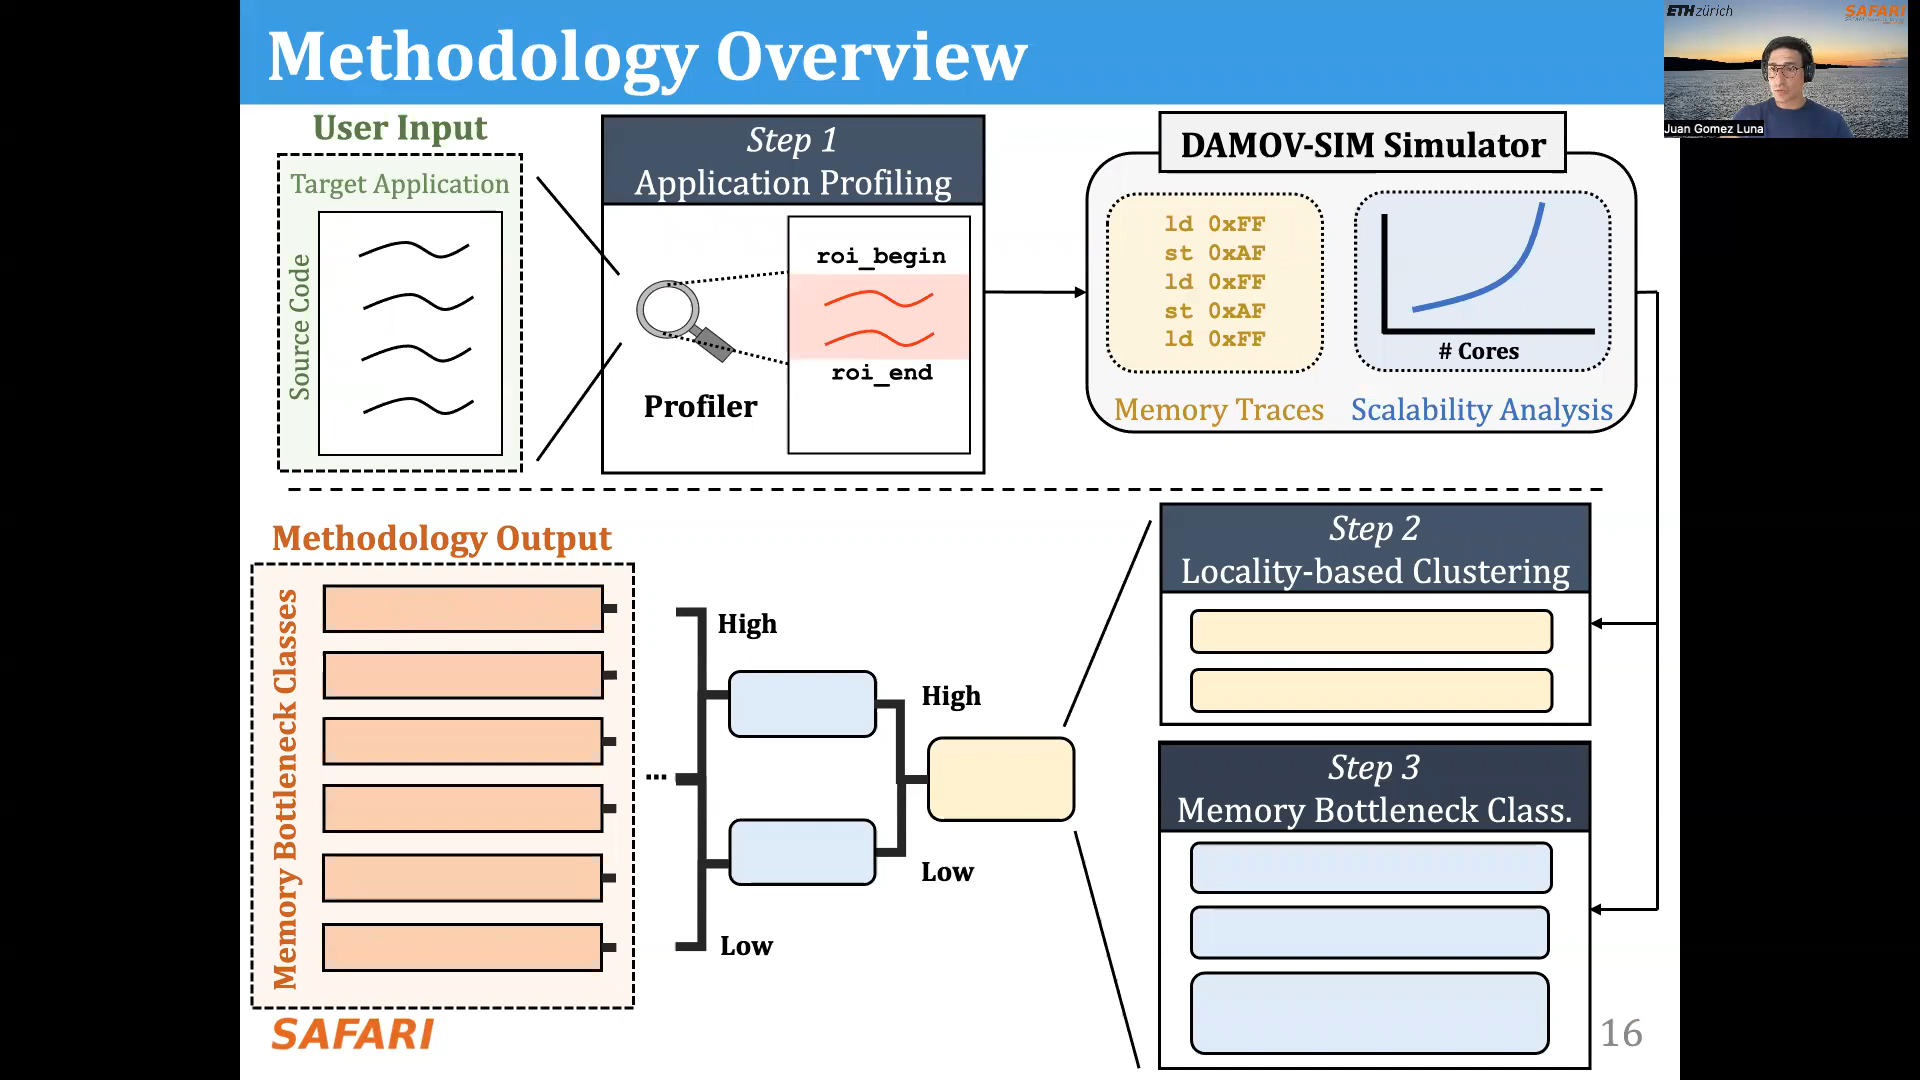 Methodology Overview
ETHzürich
SAFARI
Juan Gomez Luna
User Input
Target Application
Source Code
Step 1
Application Profiling
roi_begin
roi_end
Profiler
DAMOV-SIM Simulator
ld 0xFF
st 0xAF
ld 0xFF
st 0xAF
ld 0xFF
# Cores
Memory Traces
Scalability Analysis
Methodology Output
Memory Bottleneck Classes
...
High
Low
High
Low
Step 2
Locality-based Clustering
Step 3
Memory Bottleneck Class.
SAFARI
16